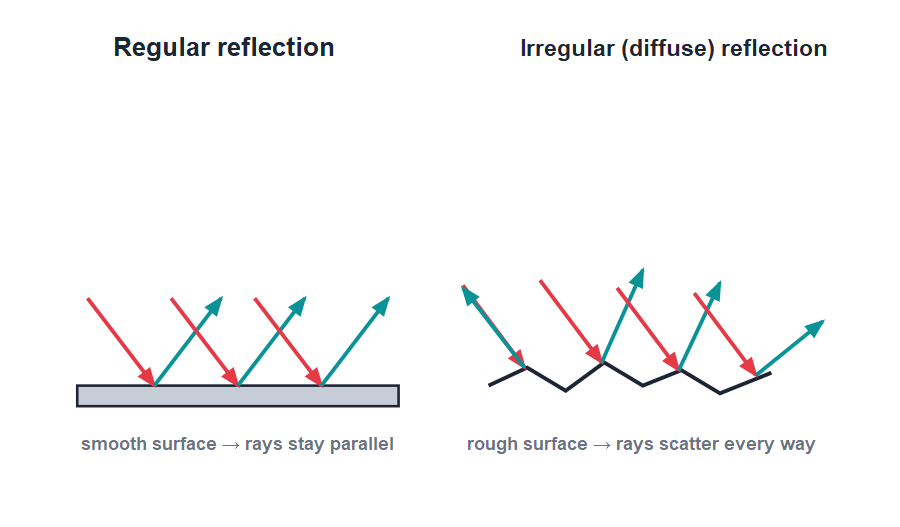 Regular reflection
Irregular (diffuse) reflection
smooth surface → rays stay parallel
rough surface → rays scatter every way